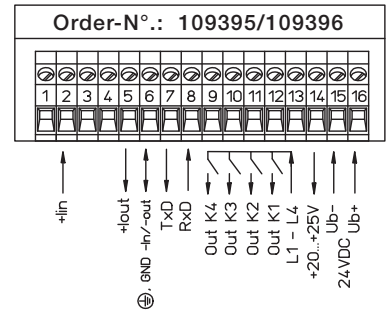 Order-N°.: 109395/109396
1 2 3 4 5 6 7 8 9 10 11 12 13 14 15 16
+Iin
+Iout
⏚, GND -In/-out
TxD
RxD
Out K4
Out K3
Out K2
Out K1
L1 - L4
+20...+25V
Ub-
24VDC
Ub+